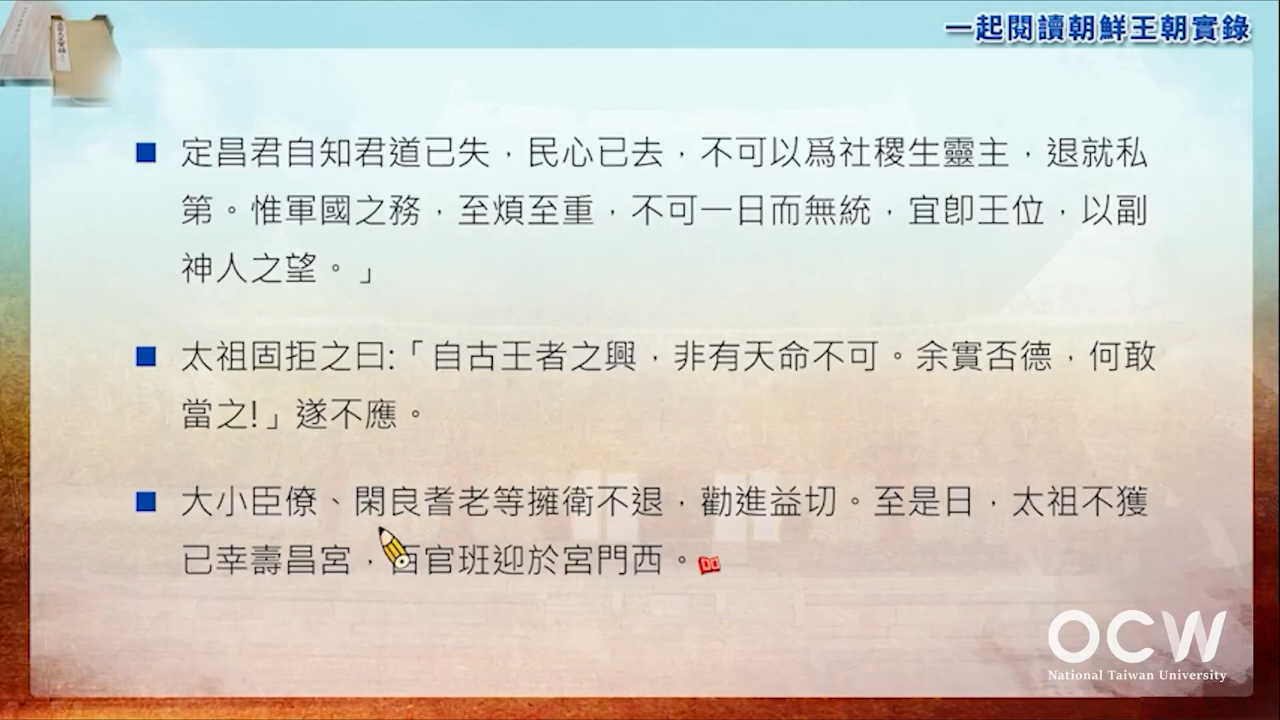 一起閱讀朝鮮王朝實錄
定昌君自知君道已失，民心已去，不可以爲社稷生靈主，退就私
第。惟軍國之務，至煩至重，不可一日而無統，宜卽王位，以副
神人之望。」
太祖固拒之曰:「自古王者之興，非有天命不可。余實否德，何敢
當之!」遂不應。
大小臣僚、閑良耆老等擁衛不退，勸進益切。至是日，太祖不獲
已幸壽昌宮，百官班迎於宮門西。
OCW
National Taiwan University